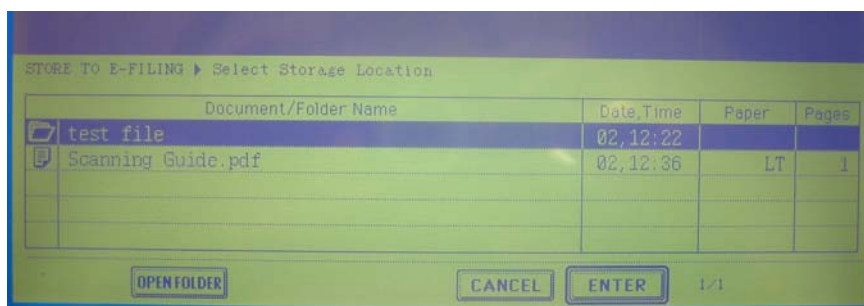 STORE TO E-FILING ▶ Select Storage Location
Document/Folder Name Date,Time Paper Pages
test file 02,12:22
Scanning Guide.pdf 02,12:36 LT 1
OPEN FOLDER CANCEL ENTER 1/1